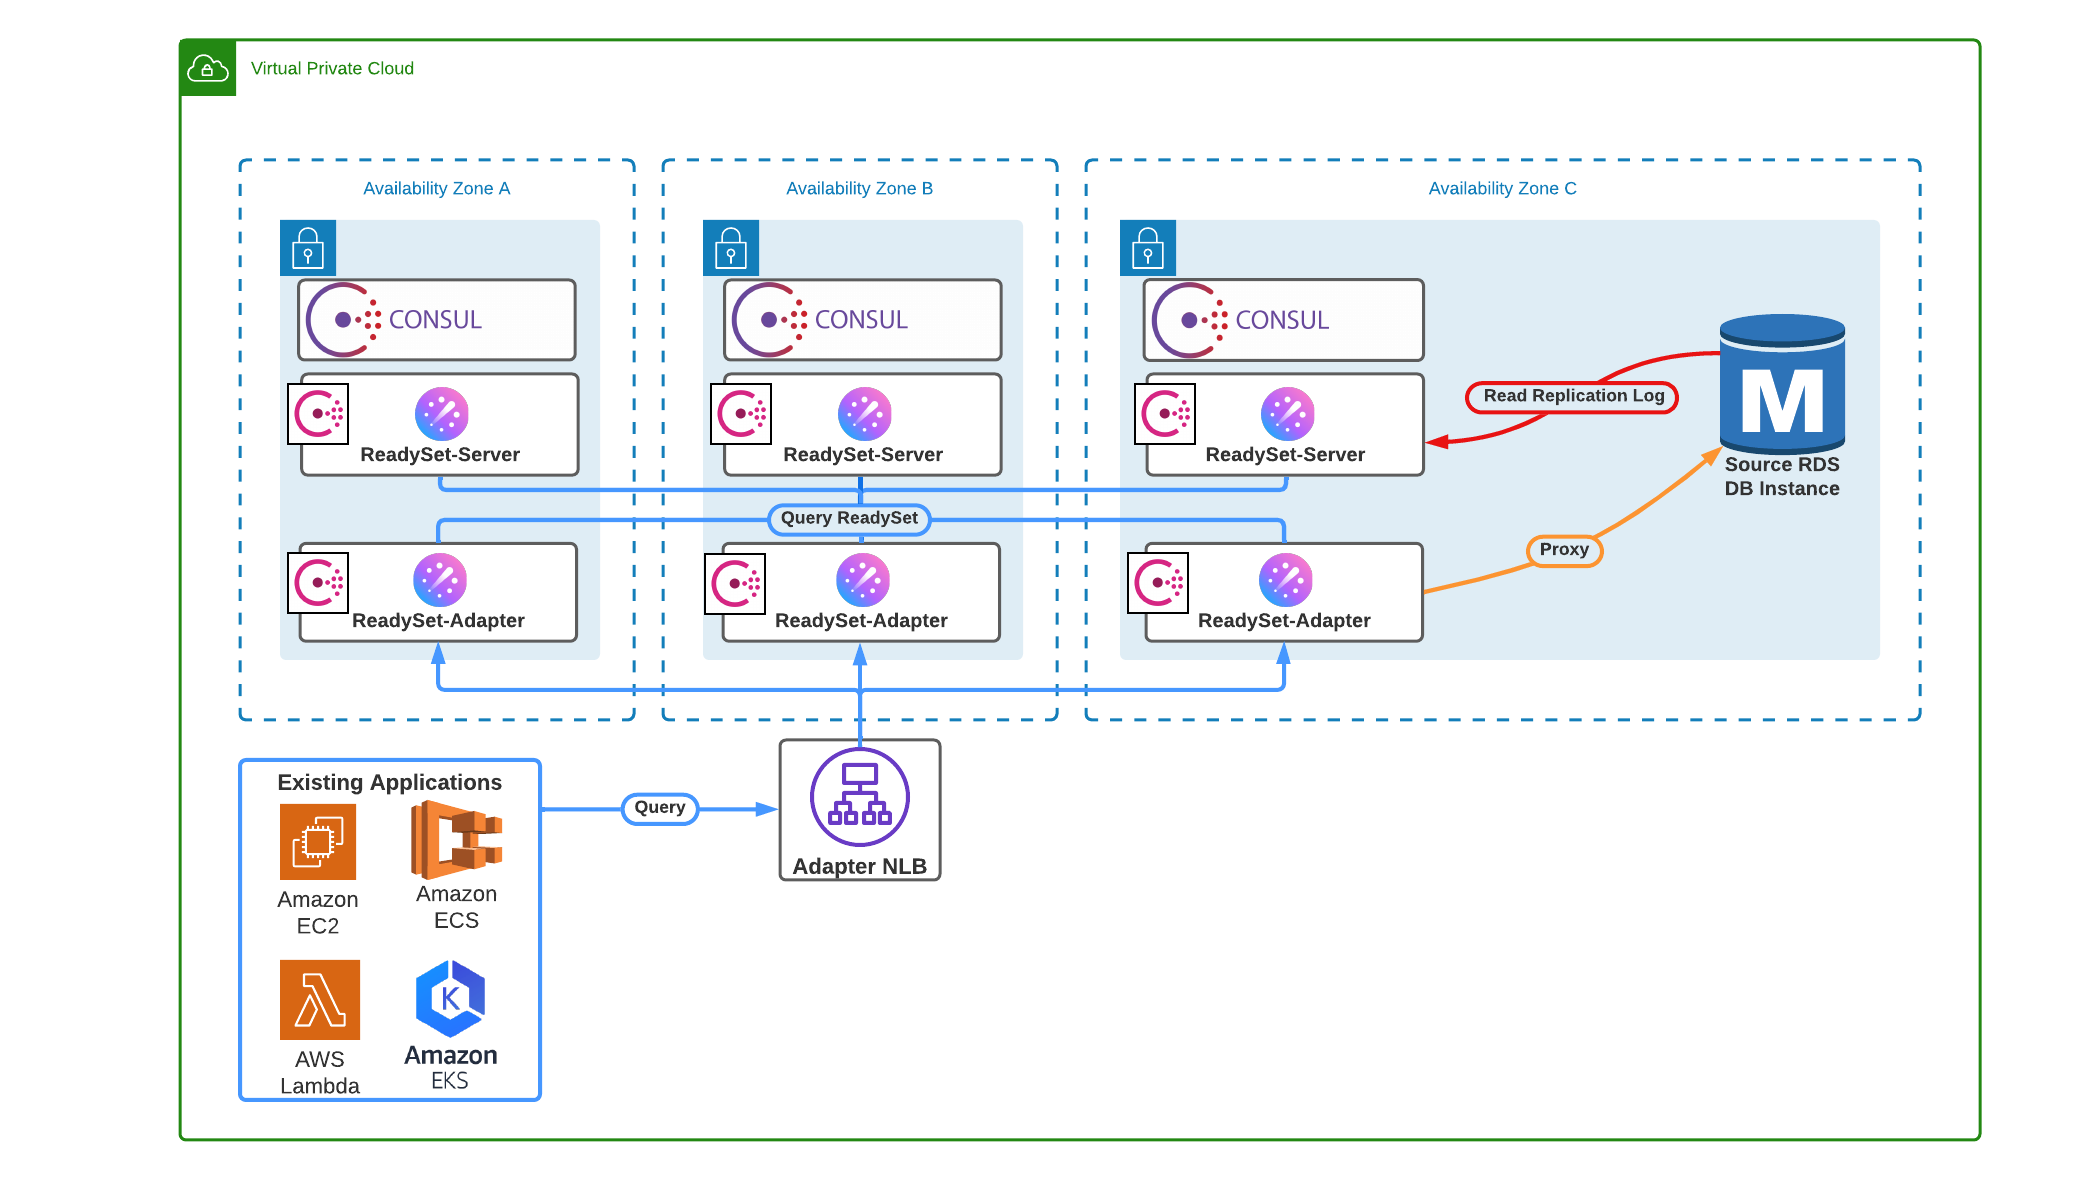 Virtual Private Cloud
Availability Zone A
Availability Zone B
Availability Zone C
CONSUL
CONSUL
CONSUL
ReadySet-Server
ReadySet-Server
ReadySet-Server
Read Replication Log
M
Source RDS
DB Instance
Query ReadySet
Proxy
ReadySet-Adapter
ReadySet-Adapter
ReadySet-Adapter
Existing Applications
Amazon
EC2
Amazon
ECS
AWS
Lambda
K
Amazon
EKS
Query
Adapter NLB